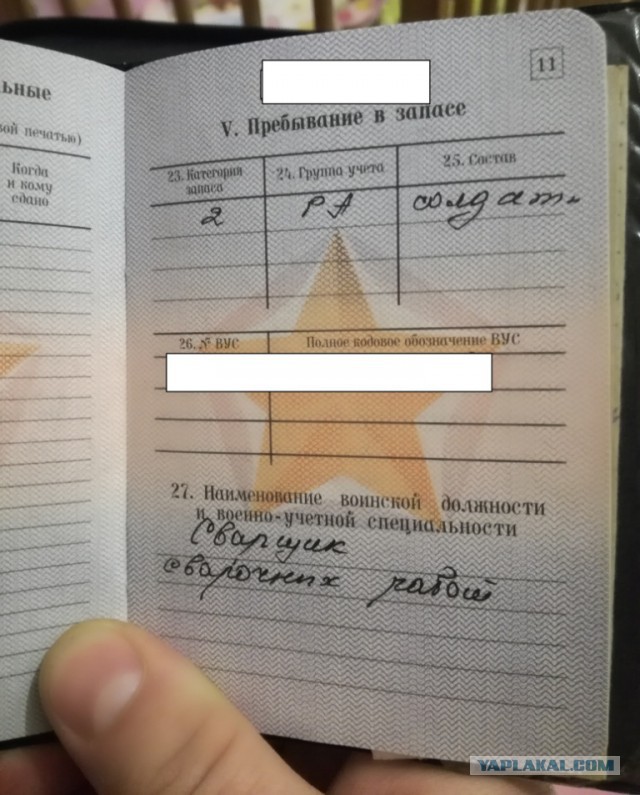 ьные
вой печатью)
Когда
и кому
сдано
11
V. Пребывание в запасе
23. Категория
запаса
24. Группа учета
25. Состав
2
РА
солдат
26. № ВУС
Полное кодовое обозначение ВУС
27. Наименование воинской должности
и военно-учетной специальности
Сварщик
сварочных работ
YAPLAKAL.COM